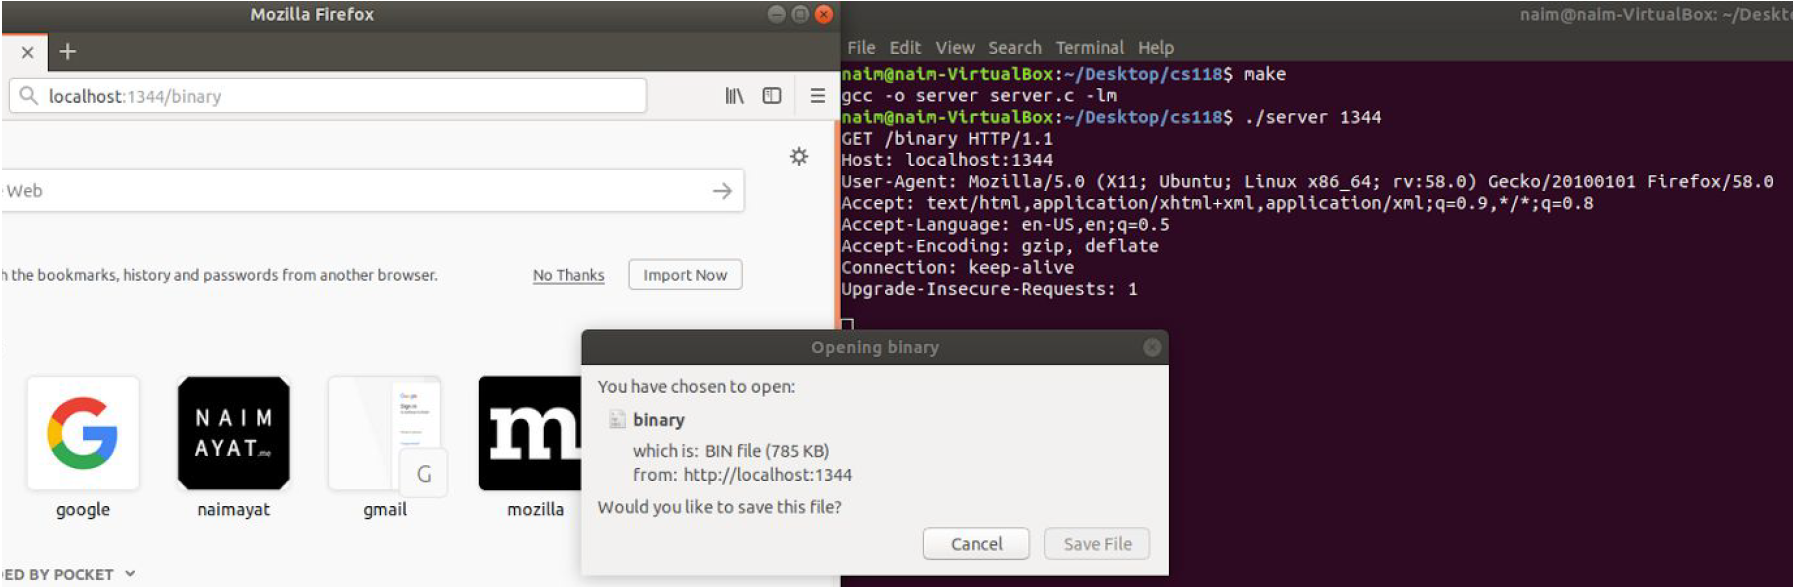 Mozilla Firefox
localhost:1344/binary
Web
the bookmarks, history and passwords from another browser.
No Thanks
Import Now
G
NAIM
AYAT.me
Google
Sign in
G
m
google
naimayat
gmail
mozilla
ED BY POCKET
naim@naim-VirtualBox: ~/Deskt
File Edit View Search Terminal Help
naim@naim-VirtualBox:~/Desktop/cs118$ make
gcc -o server server.c -lm
naim@naim-VirtualBox:~/Desktop/cs118$ ./server 1344
GET /binary HTTP/1.1
Host: localhost:1344
User-Agent: Mozilla/5.0 (X11; Ubuntu; Linux x86_64; rv:58.0) Gecko/20100101 Firefox/58.0
Accept: text/html,application/xhtml+xml,application/xml;q=0.9,*/*;q=0.8
Accept-Language: en-US,en;q=0.5
Accept-Encoding: gzip, deflate
Connection: keep-alive
Upgrade-Insecure-Requests: 1
Opening binary
You have chosen to open:
binary
which is: BIN file (785 KB)
from: http://localhost:1344
Would you like to save this file?
Cancel
Save File